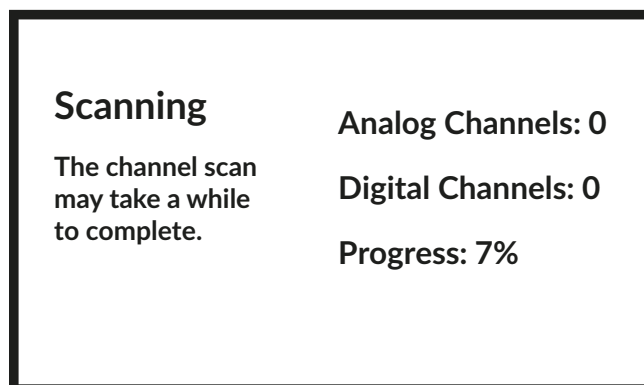 Scanning
The channel scan
may take a while
to complete.
Analog Channels: 0
Digital Channels: 0
Progress: 7%